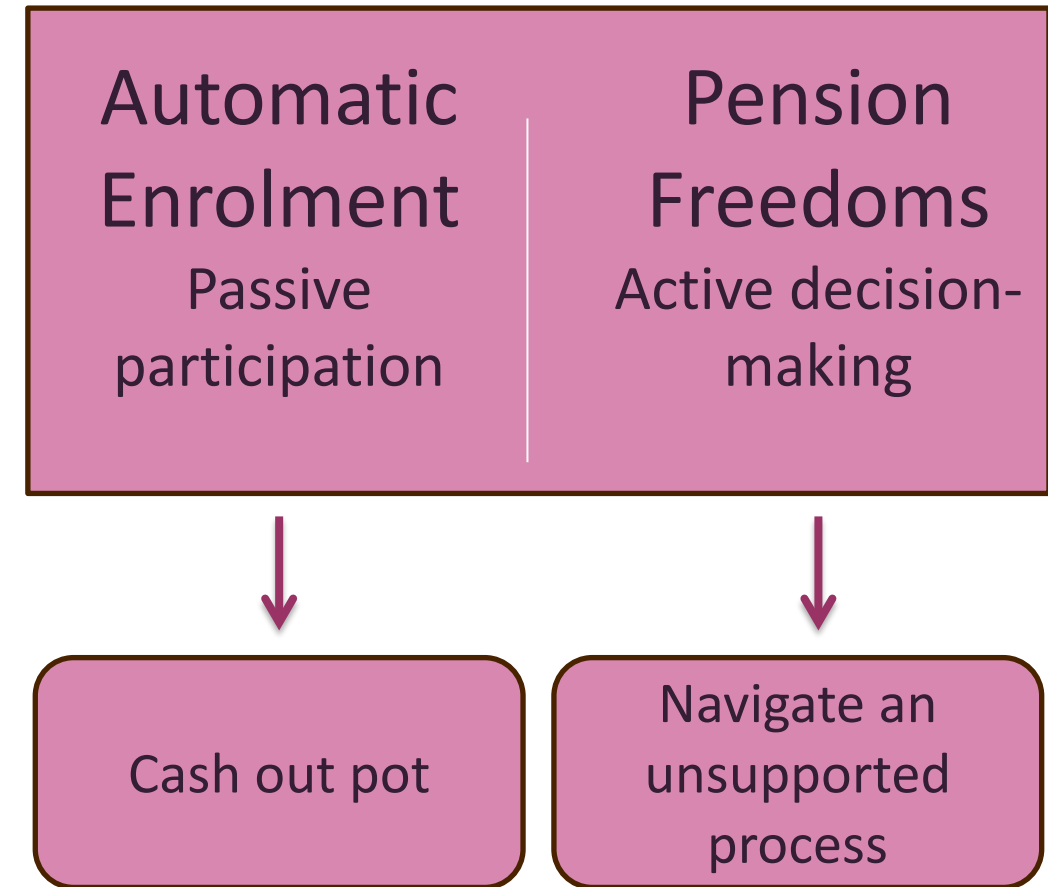 Automatic
Enrolment
Passive
participation
Pension
Freedoms
Active decision-
making
Cash out pot
Navigate an
unsupported
process